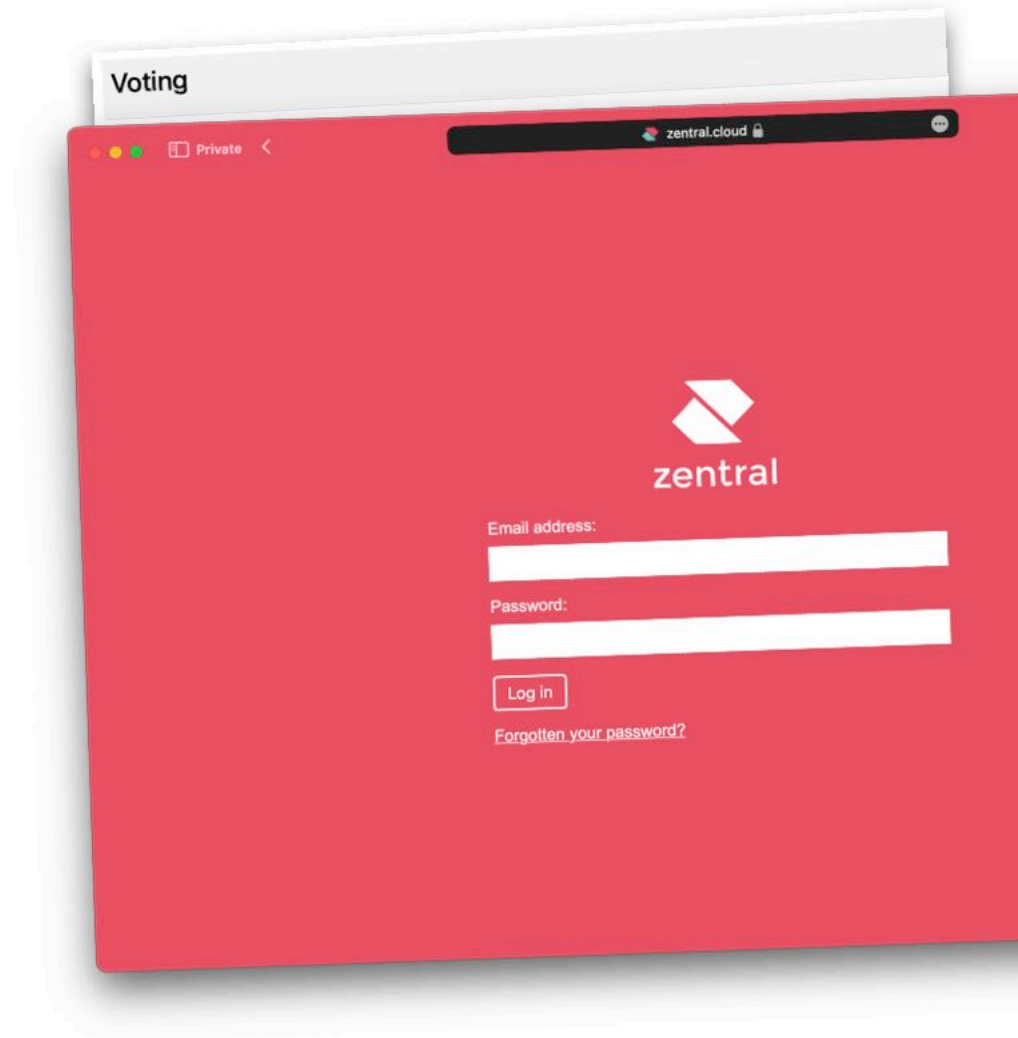 Voting
Private
zentral.cloud
zentral
Email address:
Password:
Log in
Forgotten your password?